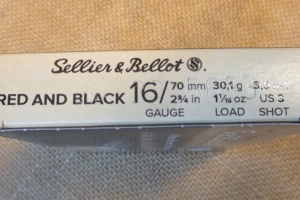 Sellier & Bellot S&B
RED AND BLACK 16/ 70 mm 30,1 g
2¾ in 1 1/16 oz US
GAUGE LOAD SHOT